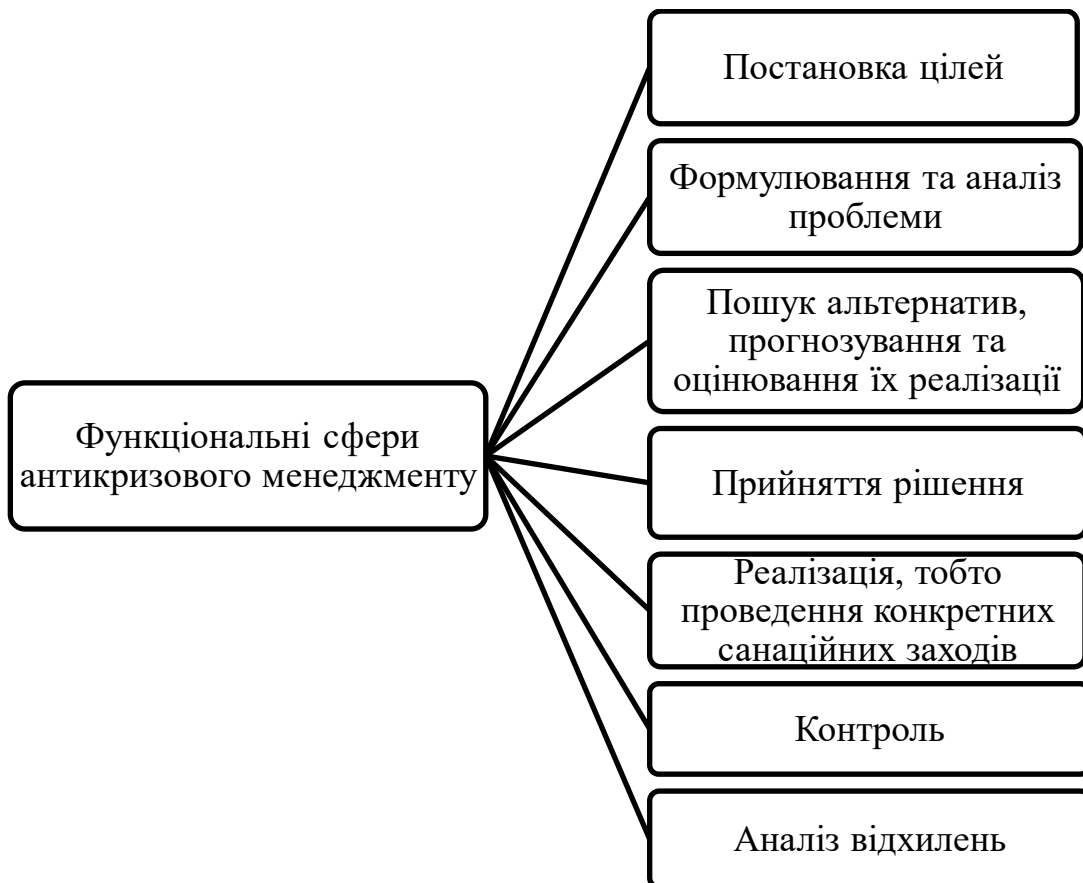 Постановка цілей
Формулювання та аналіз
проблеми
Пошук альтернатив,
прогнозування та
оцінювання їх реалізації
Функціональні сфери
антикризового менеджменту
Прийняття рішення
Реалізація, тобто
проведення конкретних
санаційних заходів
Контроль
Аналіз відхилень